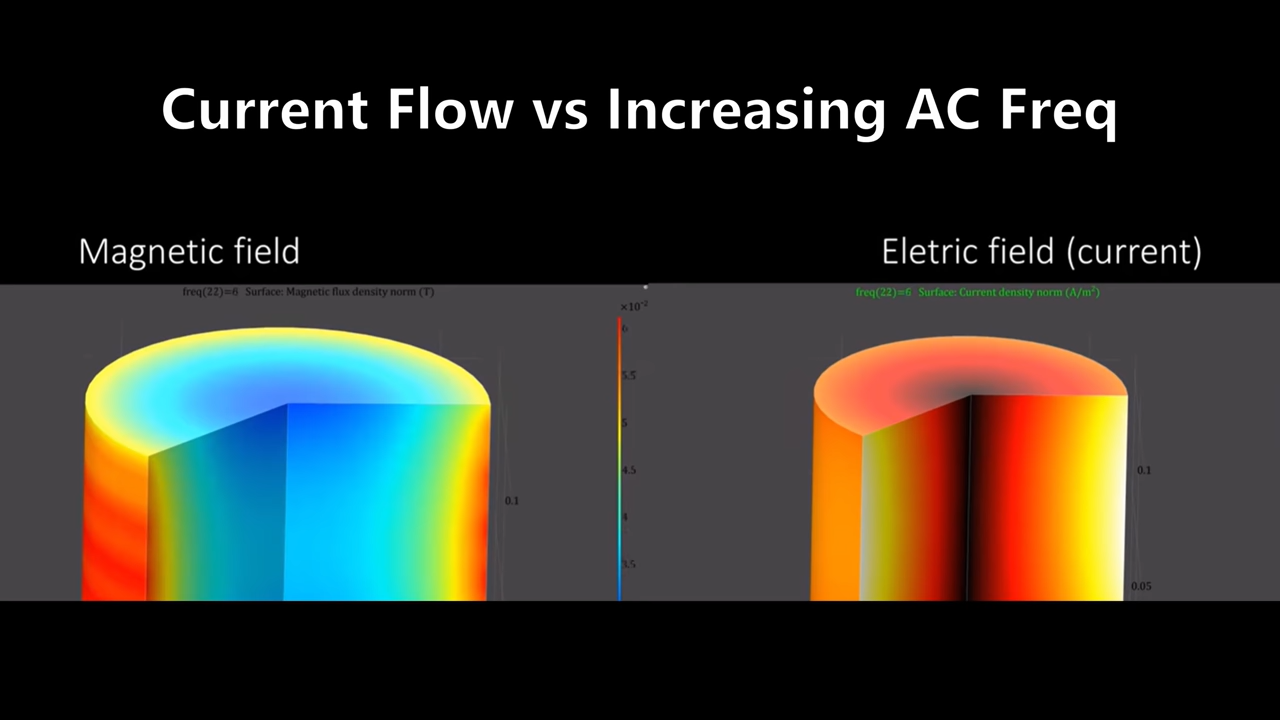 Current Flow vs Increasing AC Freq
Magnetic field
Eletric field (current)
freq(22)=6 Surface: Magnetic flux density norm (T)
freq(22)=6 Surface: Current density norm (A/m²)
×10⁻²
6
5.5
5
4.5
4
3.5
0.1
0.1
0.05